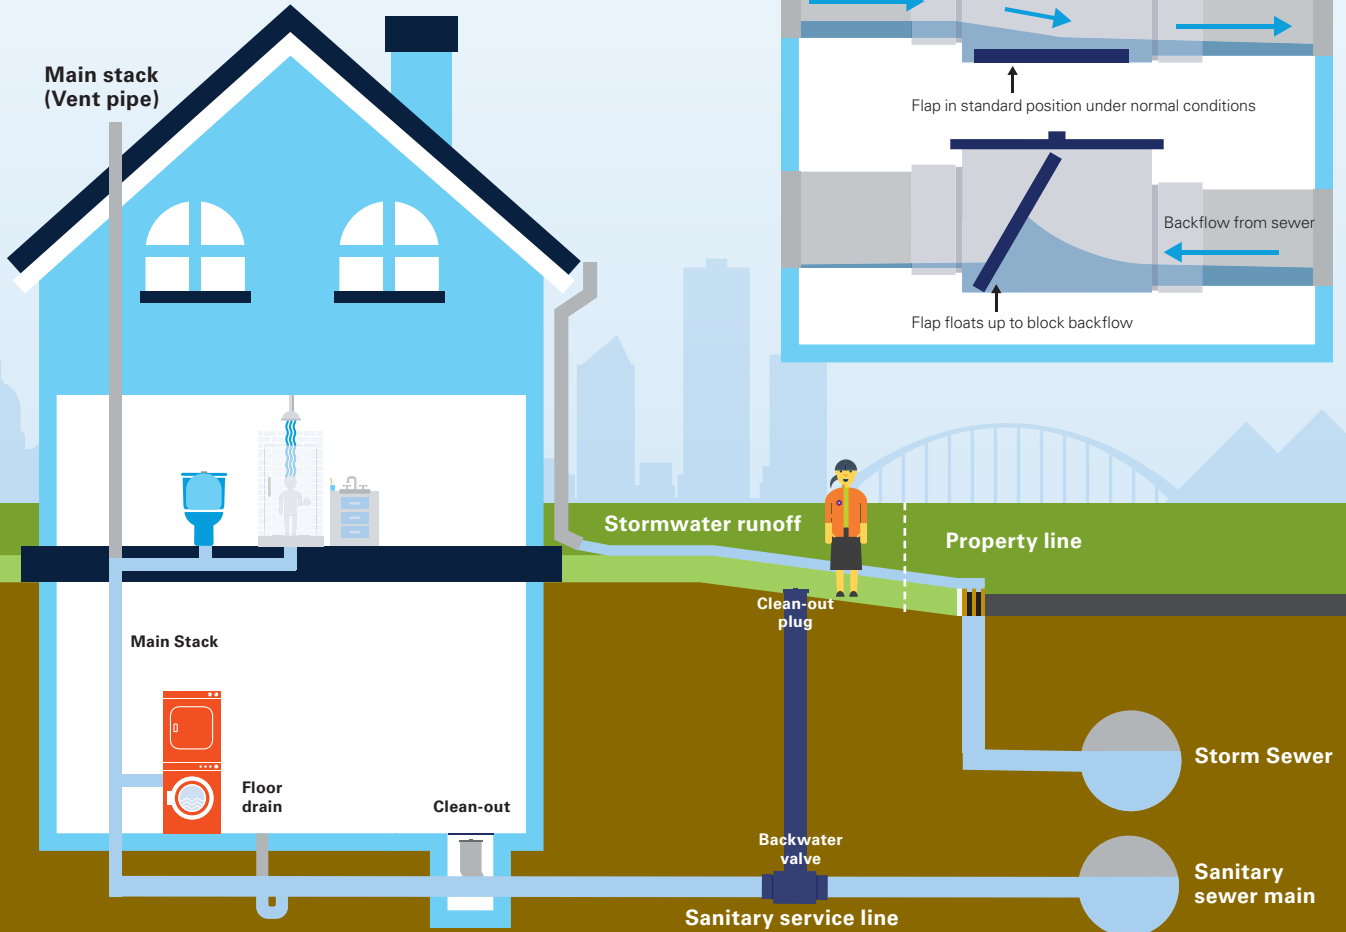 Main stack
(Vent pipe)
Flap in standard position under normal conditions
Backflow from sewer
Flap floats up to block backflow
Stormwater runoff
Property line
Clean-out
plug
Main Stack
Floor
drain
Clean-out
Storm Sewer
Backwater
valve
Sanitary
sewer main
Sanitary service line